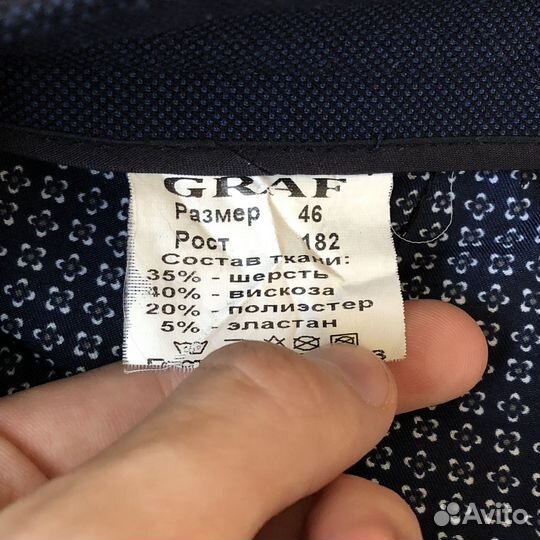 GRAF
Размер 46
Рост 182
Состав ткани:
35% - шерсть
40% - вискоза
20% - полиэстер
5% - эластан
Avito